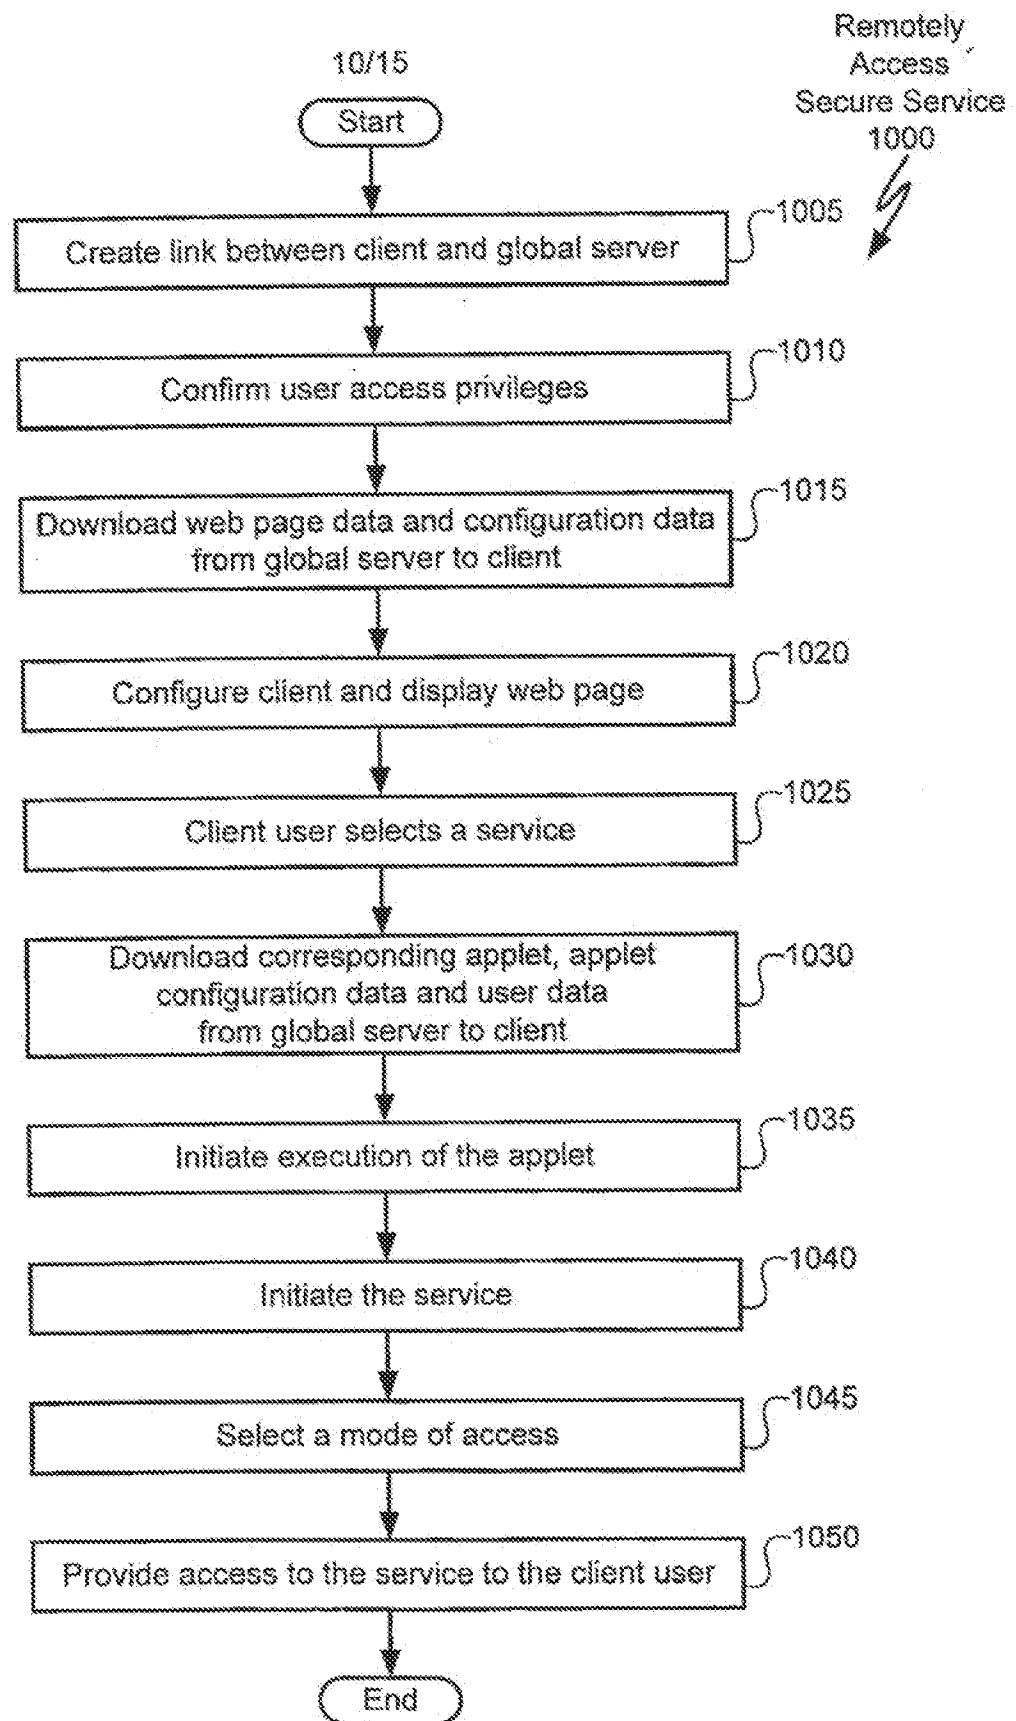 10/15
Remotely
Access
Secure Service
1000
Start
1005
Create link between client and global server
1010
Confirm user access privileges
1015
Download web page data and configuration data
from global server to client
1020
Configure client and display web page
1025
Client user selects a service
1030
Download corresponding applet, applet
configuration data and user data
from global server to client
1035
Initiate execution of the applet
1040
Initiate the service
1045
Select a mode of access
1050
Provide access to the service to the client user
End